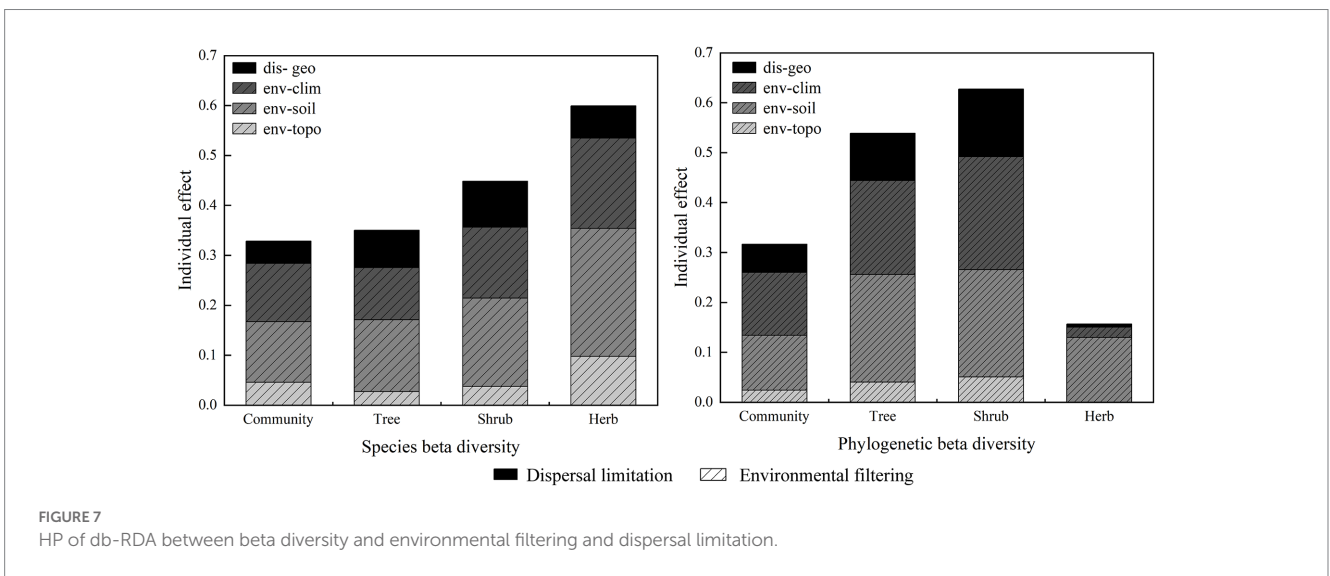 0.7
0.6
0.5
0.4
0.3
0.2
0.1
0.0
Individual effect
dis- geo
env-clim
env-soil
env-topo
Community Tree Shrub Herb
Species beta diversity
0.7
0.6
0.5
0.4
0.3
0.2
0.1
0.0
Individual effect
dis-geo
env-clim
env-soil
env-topo
Community Tree Shrub Herb
Phylogenetic beta diversity
Dispersal limitation Environmental filtering
FIGURE 7
HP of db-RDA between beta diversity and environmental filtering and dispersal limitation.